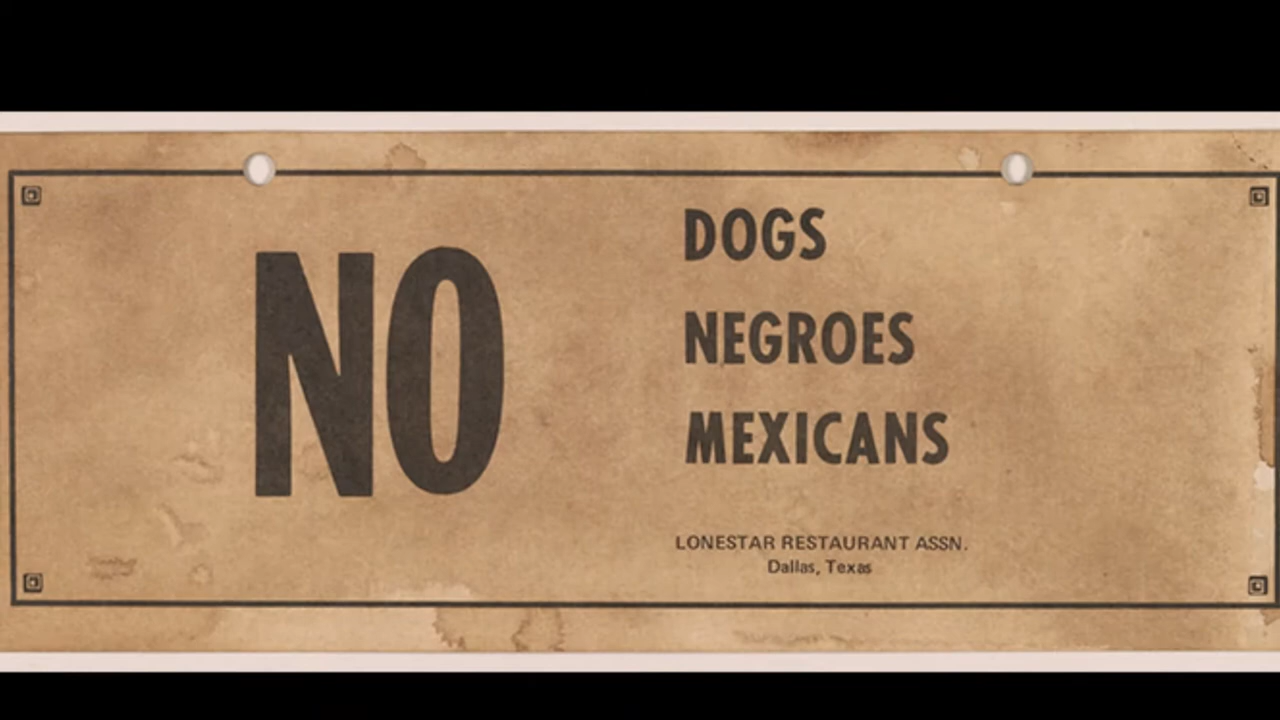 NO
DOGS
NEGROES
MEXICANS
LONESTAR RESTAURANT ASSN.
Dallas, Texas